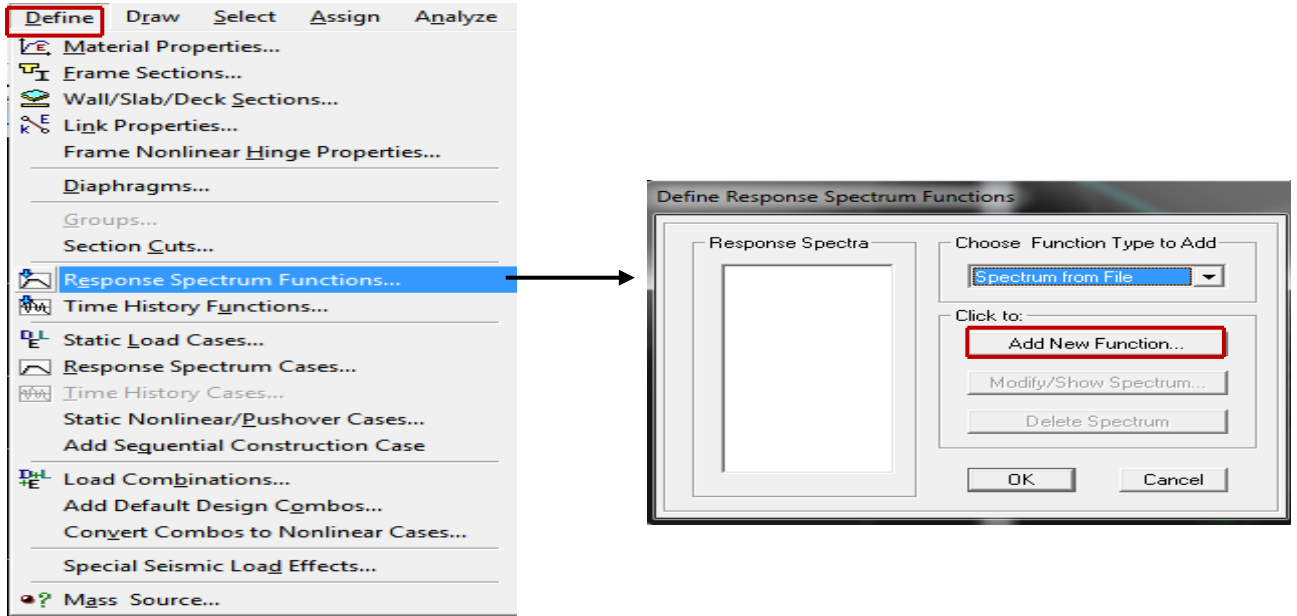 Define Draw Select Assign Analyze
Material Properties...
Frame Sections...
Wall/Slab/Deck Sections...
Link Properties...
Frame Nonlinear Hinge Properties...
Diaphragms...
Groups...
Section Cuts...
Response Spectrum Functions...
Time History Functions...
Static Load Cases...
Response Spectrum Cases...
Time History Cases...
Static Nonlinear/Pushover Cases...
Add Sequential Construction Case
Load Combinations...
Add Default Design Combos...
Convert Combos to Nonlinear Cases...
Special Seismic Load Effects...
Mass Source...
Define Response Spectrum Functions
Response Spectra
Choose Function Type to Add
Spectrum from File
Click to:
Add New Function...
Modify/Show Spectrum...
Delete Spectrum
OK Cancel